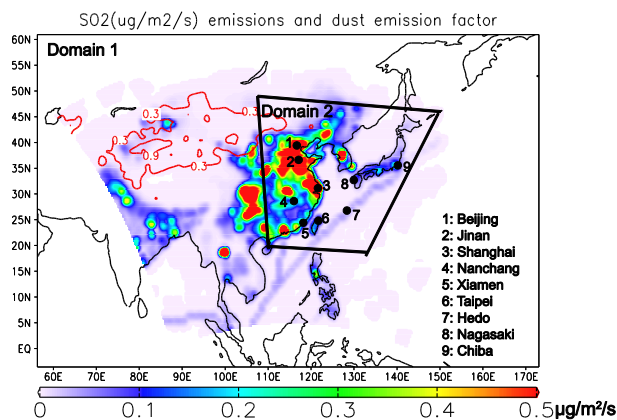 SO2(ug/m2/s) emissions and dust emission factor
60N
Domain 1
55N
50N
45N
40N
35N
30N
25N
20N
15N
10N
5N
EQ
0.3
0.3
0.3
0.9
0.3
Domain 2
1
2
3
4
5
6
7
8
9
1: Beijing
2: Jinan
3: Shanghai
4: Nanchang
5: Xiamen
6: Taipei
7: Hedo
8: Nagasaki
9: Chiba
60E 70E 80E 90E 100E 110E 120E 130E 140E 150E 160E 170E
0 0.1 0.2 0.3 0.4 0.5 µg/m²/s